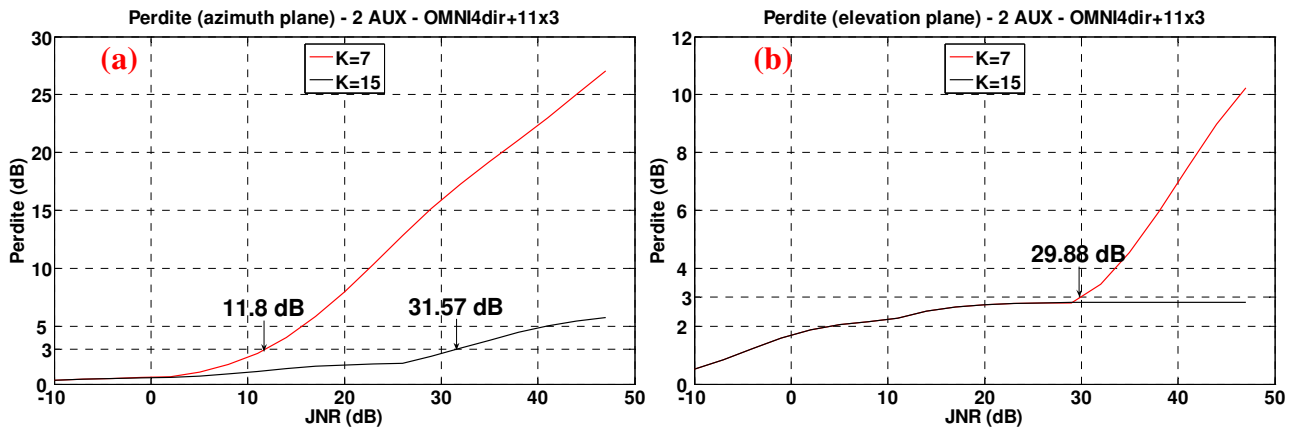 Perdite (azimuth plane) - 2 AUX - OMNI4dir+11x3
(a)
K=7
K=15
Perdite (dB)
30
25
20
15
10
5
3
0
11.8 dB
31.57 dB
-10 0 10 20 30 40 50
JNR (dB)
Perdite (elevation plane) - 2 AUX - OMNI4dir+11x3
(b)
K=7
K=15
Perdite (dB)
12
10
8
6
4
3
2
0
29.88 dB
-10 0 10 20 30 40 50
JNR (dB)